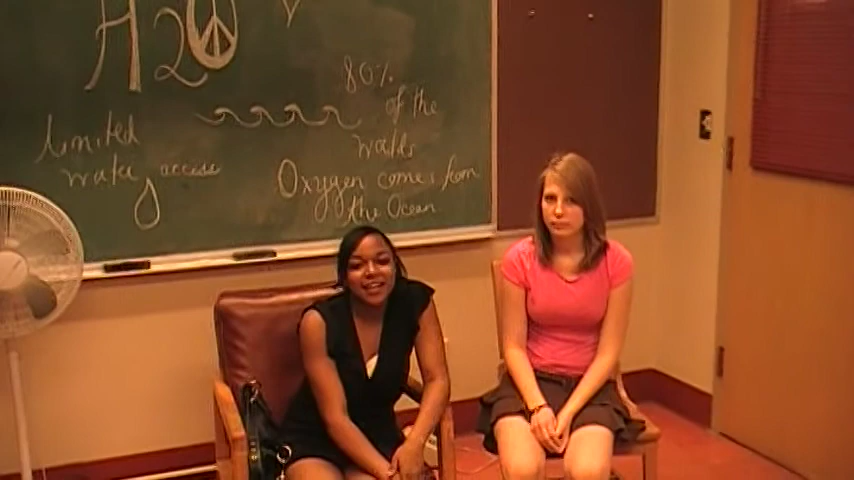 H2O
80%
of the
Limited
water access
water
Oxygen comes from
the Ocean